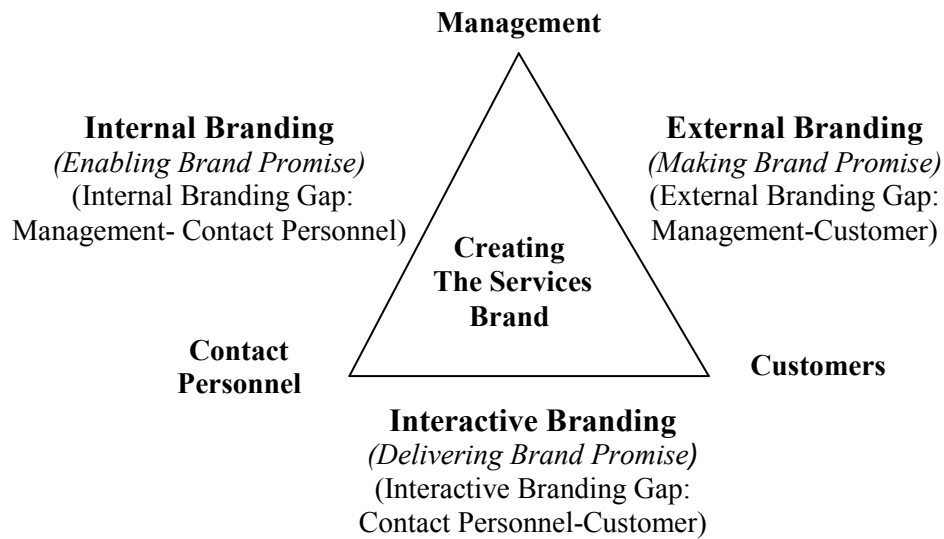 Management
Internal Branding
(Enabling Brand Promise)
(Internal Branding Gap:
Management- Contact Personnel)
External Branding
(Making Brand Promise)
(External Branding Gap:
Management-Customer)
Creating
The Services
Brand
Contact
Personnel
Customers
Interactive Branding
(Delivering Brand Promise)
(Interactive Branding Gap:
Contact Personnel-Customer)